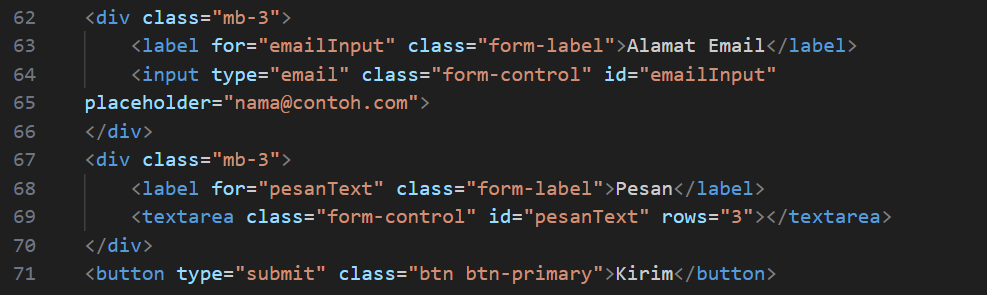 62 <div class="mb-3">
63 <label for="emailInput" class="form-label">Alamat Email</label>
64 <input type="email" class="form-control" id="emailInput"
65 placeholder="nama@contoh.com">
66 </div>
67 <div class="mb-3">
68 <label for="pesanText" class="form-label">Pesan</label>
69 <textarea class="form-control" id="pesanText" rows="3"></textarea>
70 </div>
71 <button type="submit" class="btn btn-primary">Kirim</button>